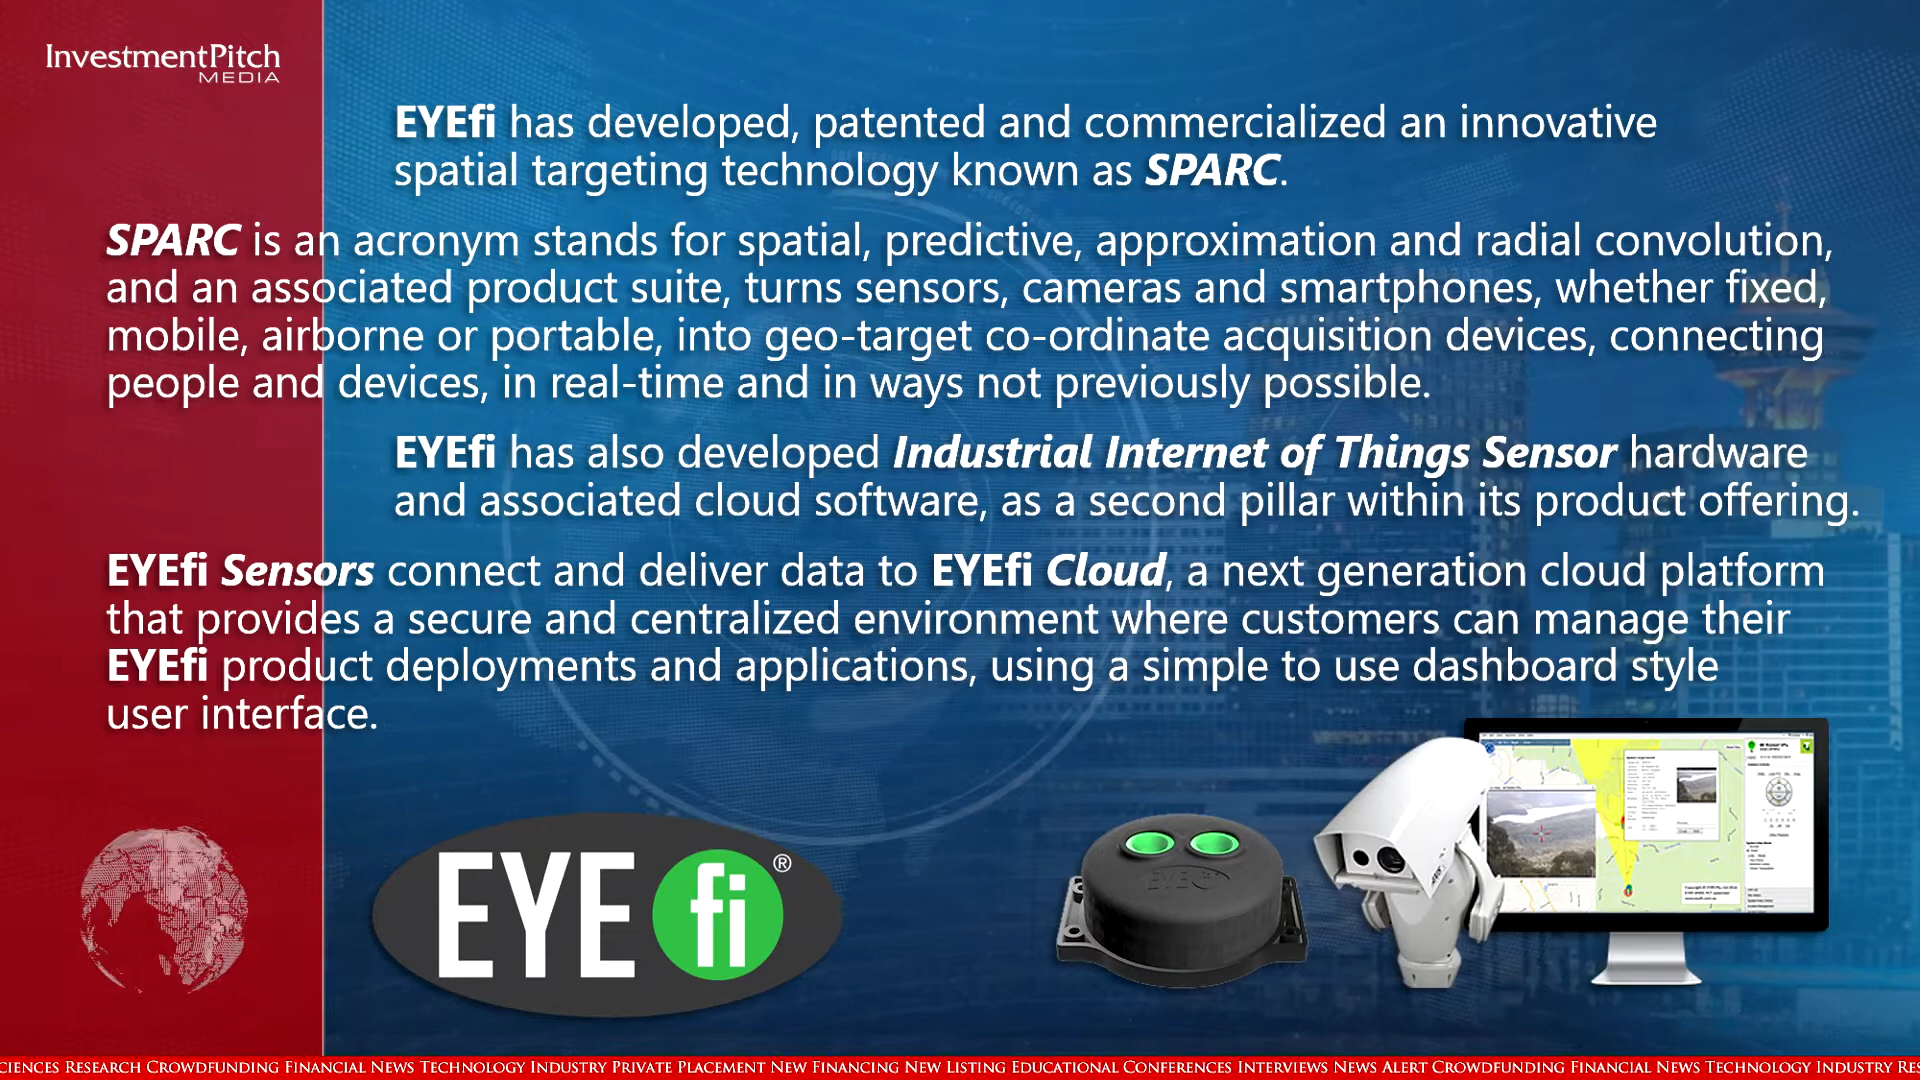 InvestmentPitch
MEDIA
EYEfi has developed, patented and commercialized an innovative
spatial targeting technology known as SPARC.
SPARC is an acronym stands for spatial, predictive, approximation and radial convolution,
and an associated product suite, turns sensors, cameras and smartphones, whether fixed,
mobile, airborne or portable, into geo-target co-ordinate acquisition devices, connecting
people and devices, in real-time and in ways not previously possible.
EYEfi has also developed Industrial Internet of Things Sensor hardware
and associated cloud software, as a second pillar within its product offering.
EYEfi Sensors connect and deliver data to EYEfi Cloud, a next generation cloud platform
that provides a secure and centralized environment where customers can manage their
EYEfi product deployments and applications, using a simple to use dashboard style
user interface.
EYE fi ®
CIENCES RESEARCH CROWDFUNDING FINANCIAL NEWS TECHNOLOGY INDUSTRY PRIVATE PLACEMENT NEW FINANCING NEW LISTING EDUCATIONAL CONFERENCES INTERVIEWS NEWS ALERT CROWDFUNDING FINANCIAL NEWS TECHNOLOGY INDUSTRY RES